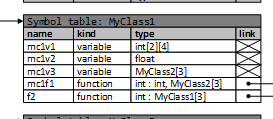 Symbol table: MyClass1
name kind type link
mc1v1 variable int[2][4]
mc1v2 variable float
mc1v3 variable MyClass2[3]
mc1f1 function int : int, MyClass2[3]
f2 function int : MyClass1[3]